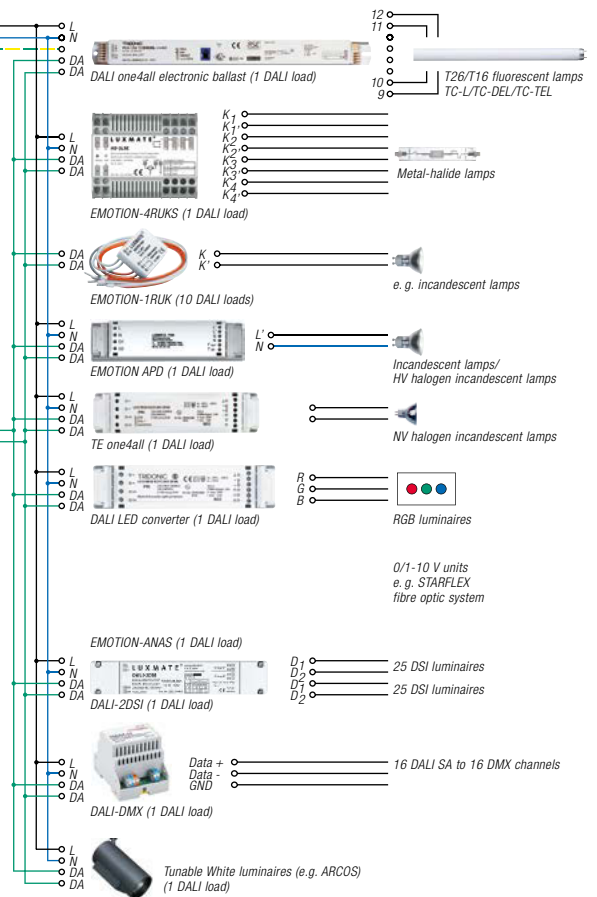 12
L
11
N
TRIDONIC
DA
DA
10
T26/T16 fluorescent lamps
DALI one4all electronic ballast (1 DALI load)
9
TC-L/TC-DEL/TC-TEL
K1
K1'
L
K2
N
LUXMATE
K2'
DA
K3
DA
K3'
Metal-halide lamps
K4
K4'
EMOTION-4RUKS (1 DALI load)
DA
K
DA
K'
e. g. incandescent lamps
EMOTION-1RUK (10 DALI loads)
L
N
L'
DA
N
DA
Incandescent lamps/
EMOTION APD (1 DALI load)
HV halogen incandescent lamps
L
N
DA
DA
NV halogen incandescent lamps
TE one4all (1 DALI load)
L
TRIDONIC
R
N
G
DA
B
DA
DALI LED converter (1 DALI load)
RGB luminaires
0/1-10 V units
e. g. STARFLEX
fibre optic system
EMOTION-ANAS (1 DALI load)
L
LUXMATE
D1
25 DSI luminaires
N
DALI-2DSI
D2
DA
D1
25 DSI luminaires
DA
D2
DALI-2DSI (1 DALI load)
L
Data +
16 DALI SA to 16 DMX channels
N
Data -
DA
GND
DA
DALI-DMX (1 DALI load)
L
N
DA
Tunable White luminaires (e.g. ARCOS)
DA
(1 DALI load)